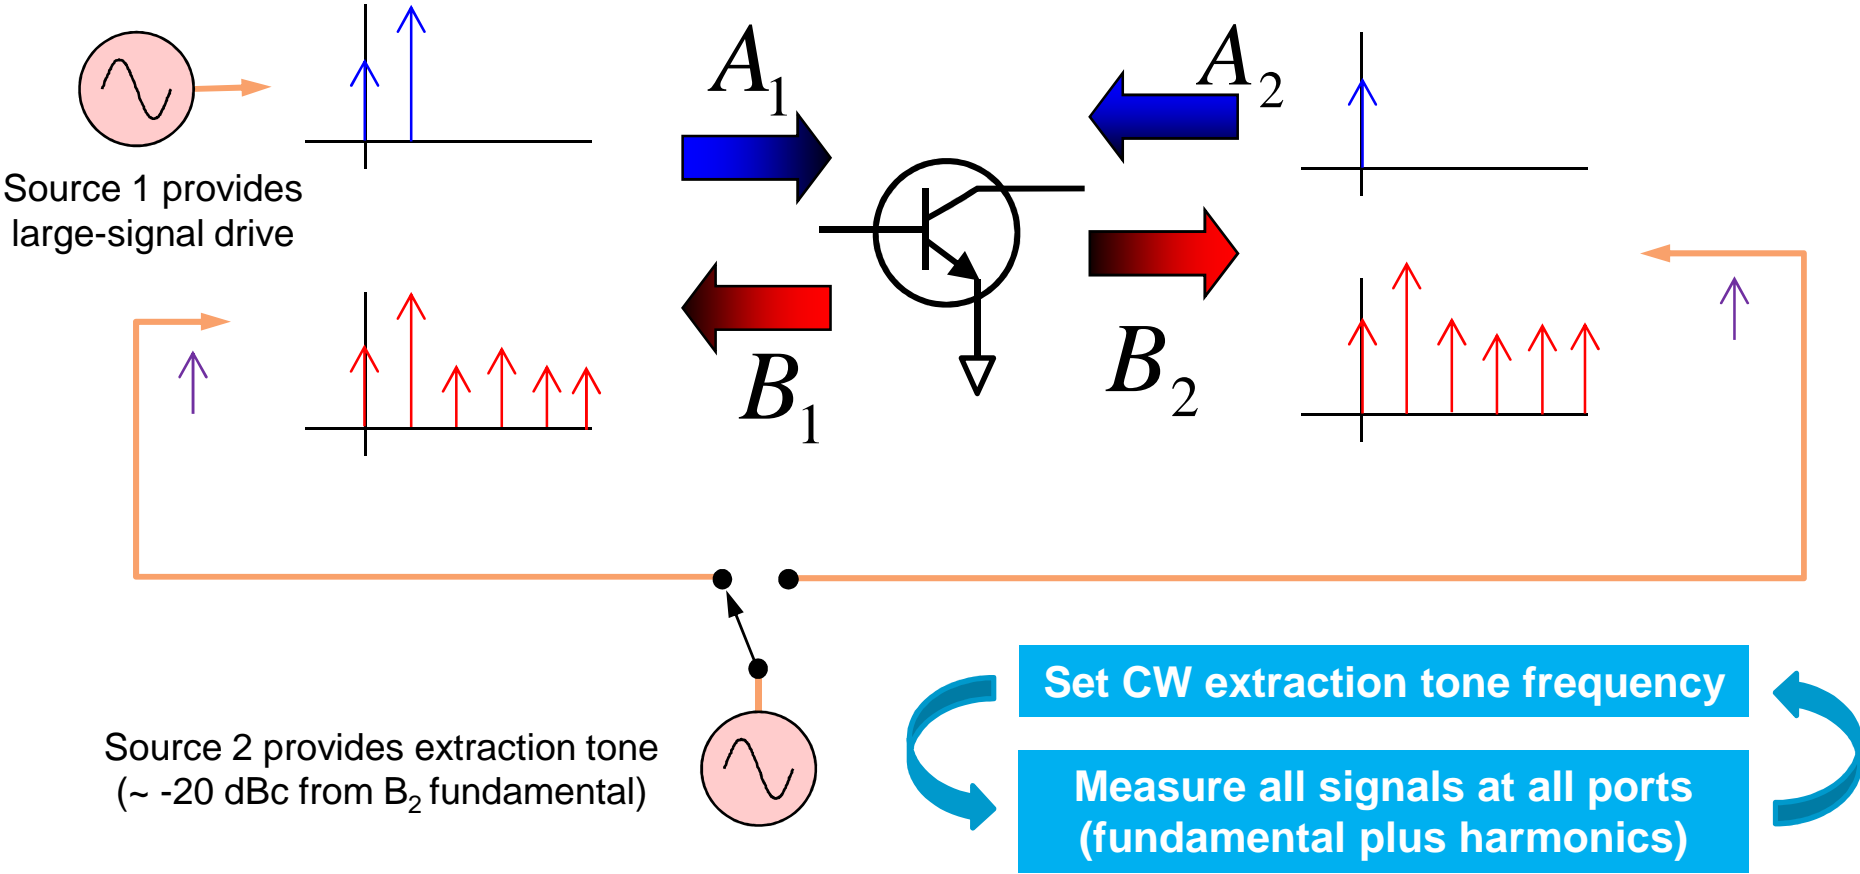 A1
A2
Source 1 provides
large-signal drive
B1
B2
Set CW extraction tone frequency
Source 2 provides extraction tone
(~ -20 dBc from B2 fundamental)
Measure all signals at all ports
(fundamental plus harmonics)